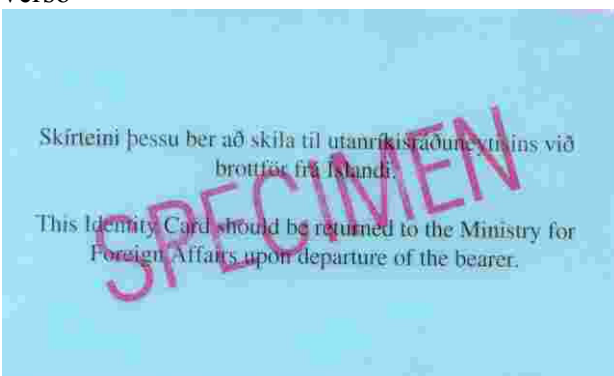 verso
Skírteini þessu ber að skila til utanríkisráðuneytisins við
brottför frá Íslandi.
SPECIMEN
This Identity Card should be returned to the Ministry for
Foreign Affairs upon departure of the bearer.